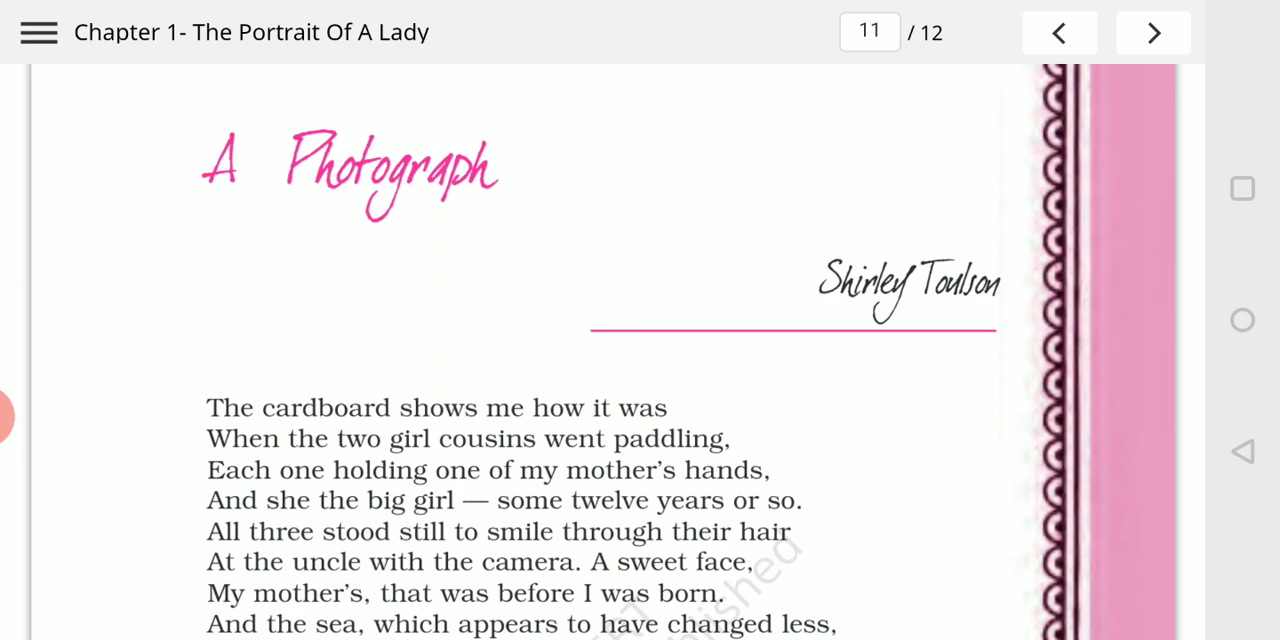 Chapter 1- The Portrait Of A Lady
11 / 12
A Photograph
Shirley Toulson
The cardboard shows me how it was
When the two girl cousins went paddling,
Each one holding one of my mother's hands,
And she the big girl — some twelve years or so.
All three stood still to smile through their hair
At the uncle with the camera. A sweet face,
My mother's, that was before I was born.
And the sea, which appears to have changed less,